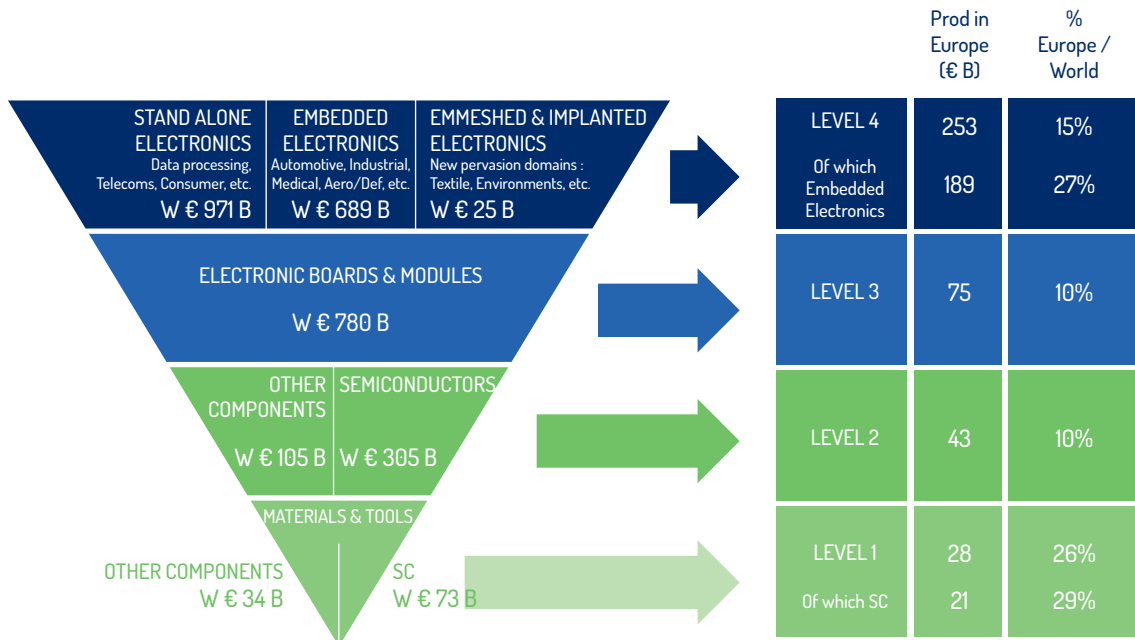 Prod in
Europe
(€ B)
%
Europe /
World
STAND ALONE
ELECTRONICS
Data processing,
Telecoms, Consumer, etc.
W € 971 B
EMBEDDED
ELECTRONICS
Automotive, Industrial,
Medical, Aero/Def, etc.
W € 689 B
EMMESHED & IMPLANTED
ELECTRONICS
New pervasion domains :
Textile, Environments, etc.
W € 25 B
LEVEL 4
253
15%
Of which
Embedded
Electronics
189
27%
ELECTRONIC BOARDS & MODULES
W € 780 B
LEVEL 3
75
10%
OTHER
COMPONENTS
W € 105 B
SEMICONDUCTORS
W € 305 B
LEVEL 2
43
10%
MATERIALS & TOOLS
OTHER COMPONENTS
W € 34 B
SC
W € 73 B
LEVEL 1
28
26%
Of which SC
21
29%